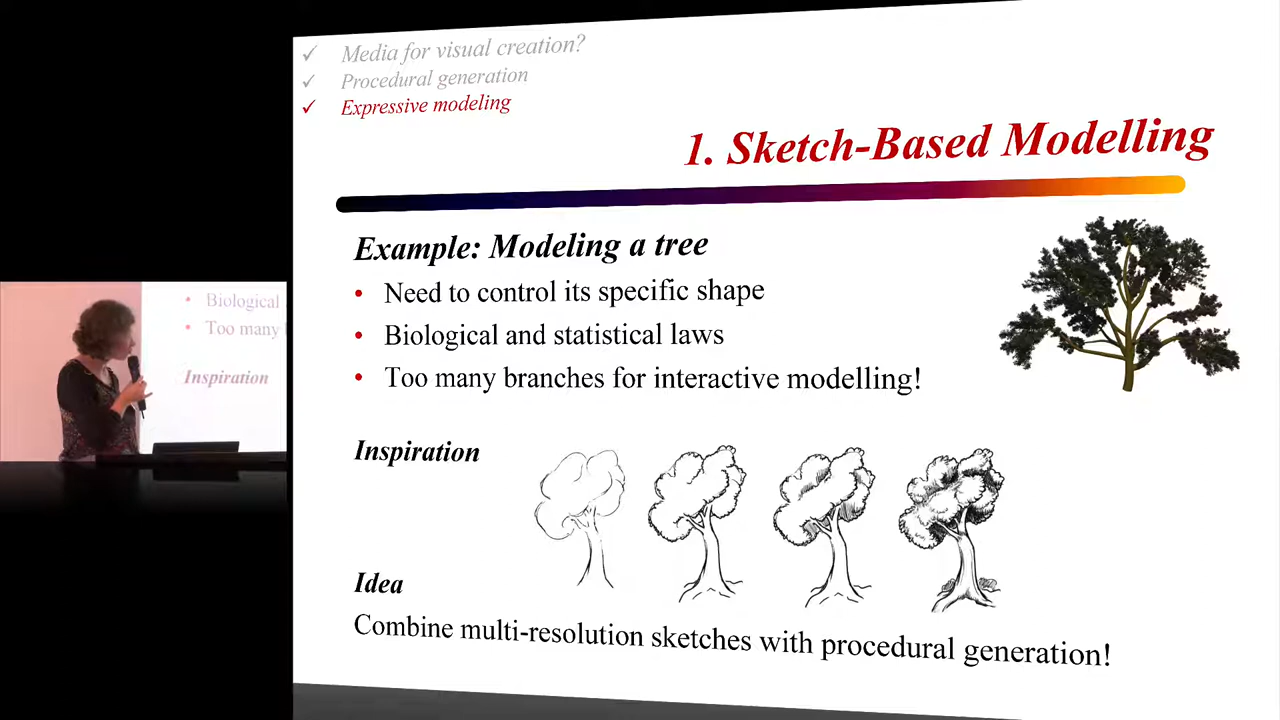 ✓ Media for visual creation?
✓ Procedural generation
✓ Expressive modeling
1. Sketch-Based Modelling
Example: Modeling a tree
• Need to control its specific shape
• Biological and statistical laws
• Too many branches for interactive modelling!
Inspiration
Idea
Combine multi-resolution sketches with procedural generation!
• Biological
• Too many
Inspiration